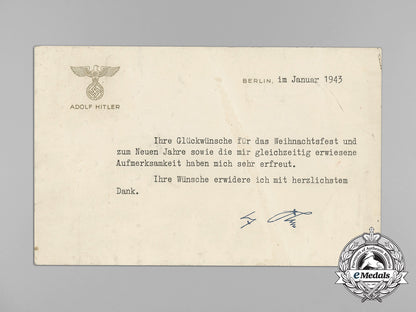 ADOLF HITLER
BERLIN, im Januar 1943
Ihre Glückwünsche für das Weihnachtsfest und
zum Neuen Jahre sowie die mir gleichzeitig erwiesene
Aufmerksamkeit haben mich sehr erfreut.
Ihre Wünsche erwidere ich mit herzlichstem
Dank.
eMedals